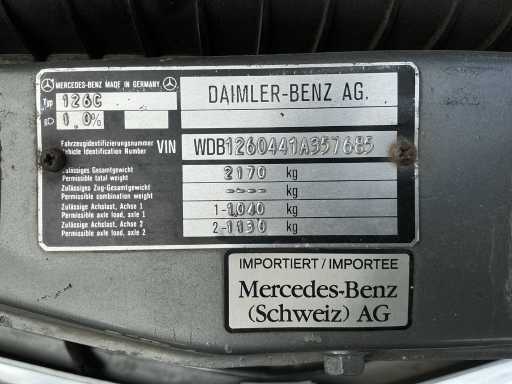 MERCEDES-BENZ MADE IN GERMANY
Typ 126C
1.0%
DAIMLER-BENZ AG.
Fahrzeugidentifizierungsnummer
Vehicle Identification Number VIN WDB1260441A357685
Zulässiges Gesamtgewicht
Permissible total weight 2170 kg
Zulässiges Zug-Gesamtgewicht
Permissible combination weight ---- kg
Zulässige Achslast, Achse 1
Permissible axle load, axle 1 1-1040 kg
Zulässige Achslast, Achse 2
Permissible axle load, axle 2 2-1130 kg
IMPORTIERT/IMPORTEE
Mercedes-Benz
(Schweiz) AG